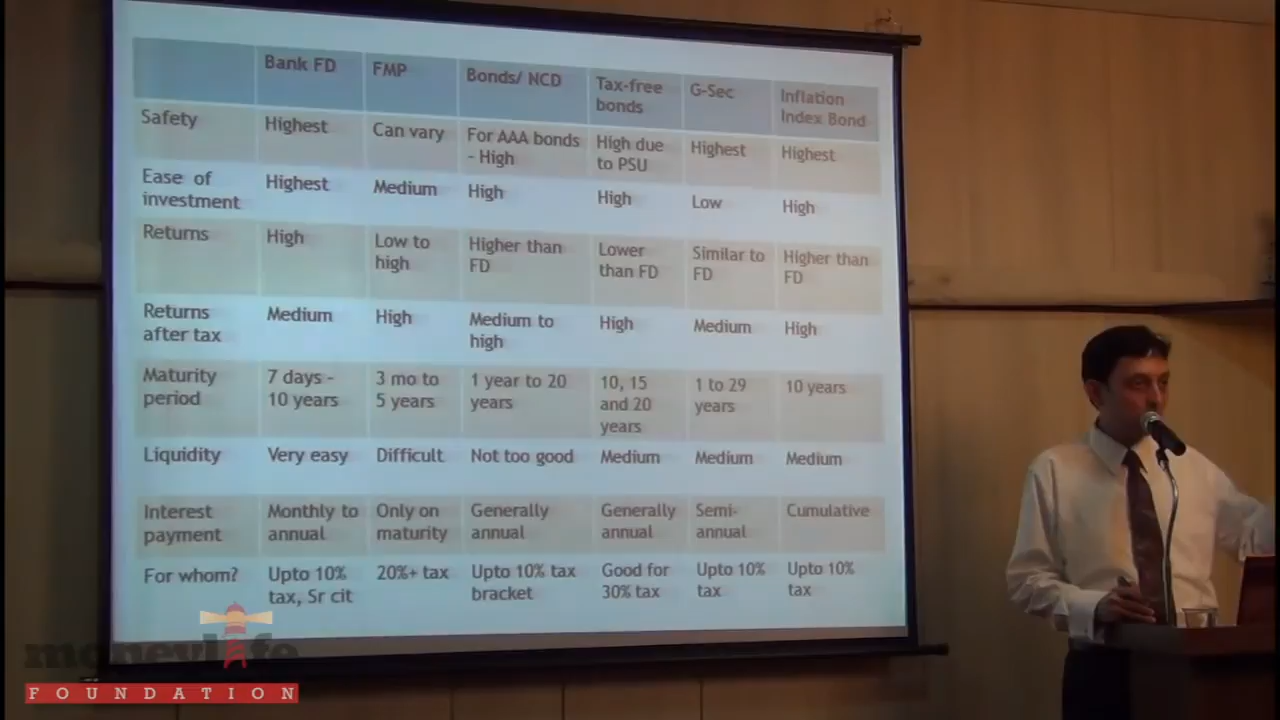 Bank FD FMP Bonds/ NCD Tax-free bonds G-Sec Inflation Index Bond
Safety Highest Can vary For AAA bonds - High High due to PSU Highest Highest
Ease of investment Highest Medium High High Low High
Returns High Low to high Higher than FD Lower than FD Similar to FD Higher than FD
Returns after tax Medium High Medium to high High Medium High
Maturity period 7 days - 10 years 3 mo to 5 years 1 year to 20 years 10, 15 and 20 years 1 to 29 years 10 years
Liquidity Very easy Difficult Not too good Medium Medium Medium
Interest payment Monthly to annual Only on maturity Generally annual Generally annual Semi-annual Cumulative
For whom? Upto 10% tax, Sr cit 20%+ tax Upto 10% tax bracket Good for 30% tax Upto 10% tax Upto 10% tax
moneylife
FOUNDATION